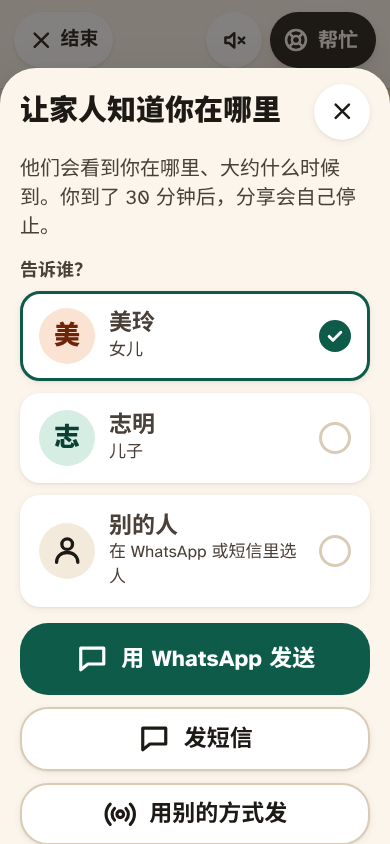 结束
帮忙
让家人知道你在哪里
他们会看到你在哪里、大约什么时候
到。你到了 30 分钟后，分享会自己停
止。
告诉谁？
美
美玲
女儿
志
志明
儿子
别的人
在 WhatsApp 或短信里选
人
用 WhatsApp 发送
发短信
用别的方式发